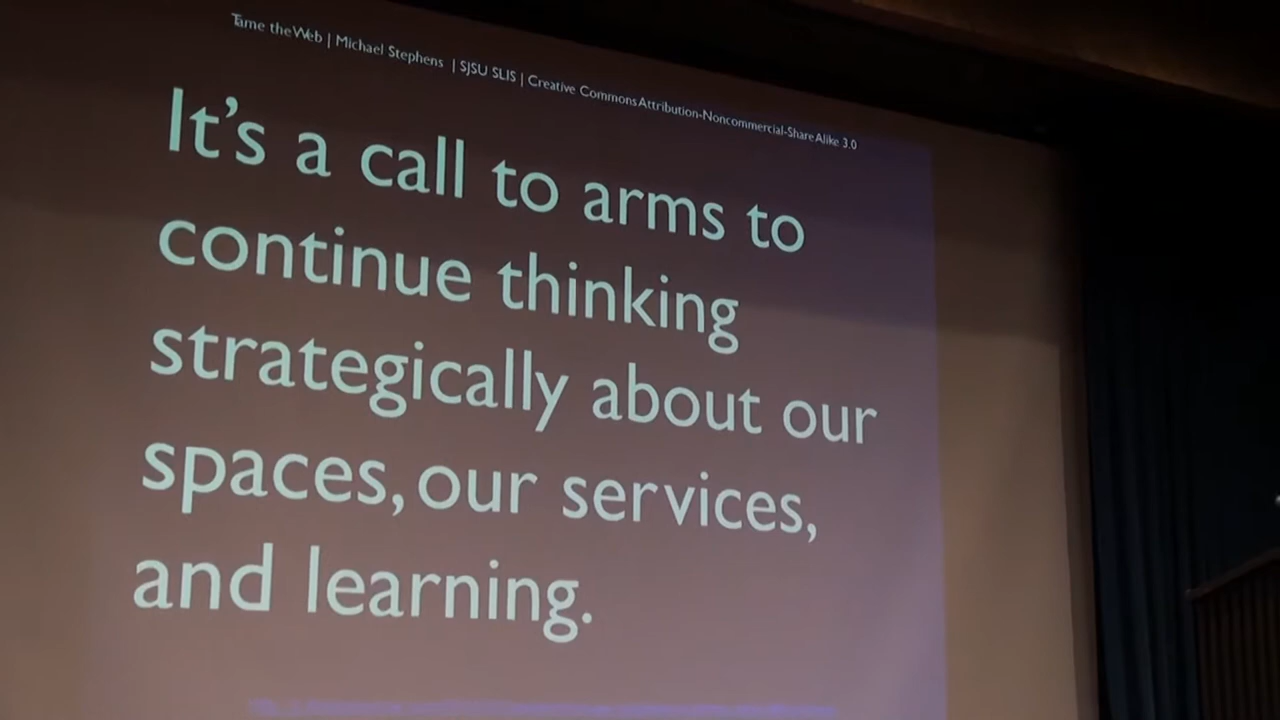 Tame the Web | Michael Stephens | SJSU SLIS | Creative Commons Attribution-Noncommercial-Share Alike 3.0
It's a call to arms to
continue thinking
strategically about our
spaces, our services,
and learning.